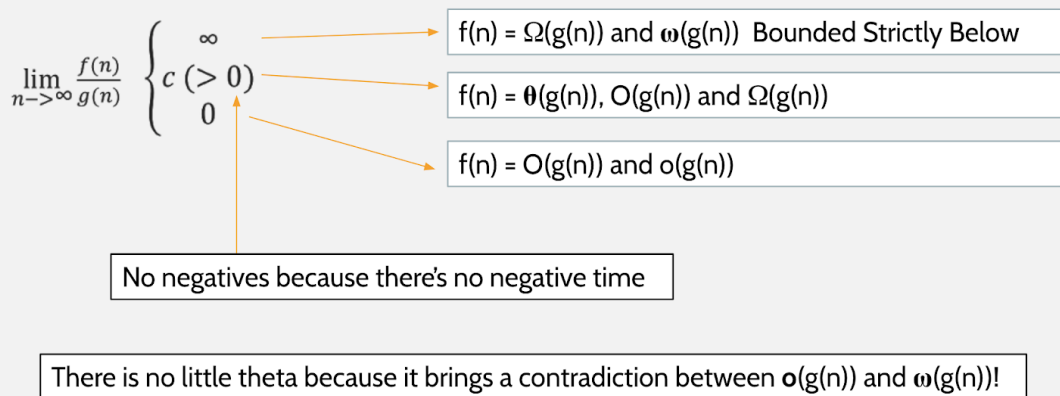 lim n->∞ f(n)/g(n) { ∞
c (> 0)
0
f(n) = Ω(g(n)) and ω(g(n))  Bounded Strictly Below
f(n) = θ(g(n)), O(g(n)) and Ω(g(n))
f(n) = O(g(n)) and o(g(n))
No negatives because there's no negative time
There is no little theta because it brings a contradiction between o(g(n)) and ω(g(n))!